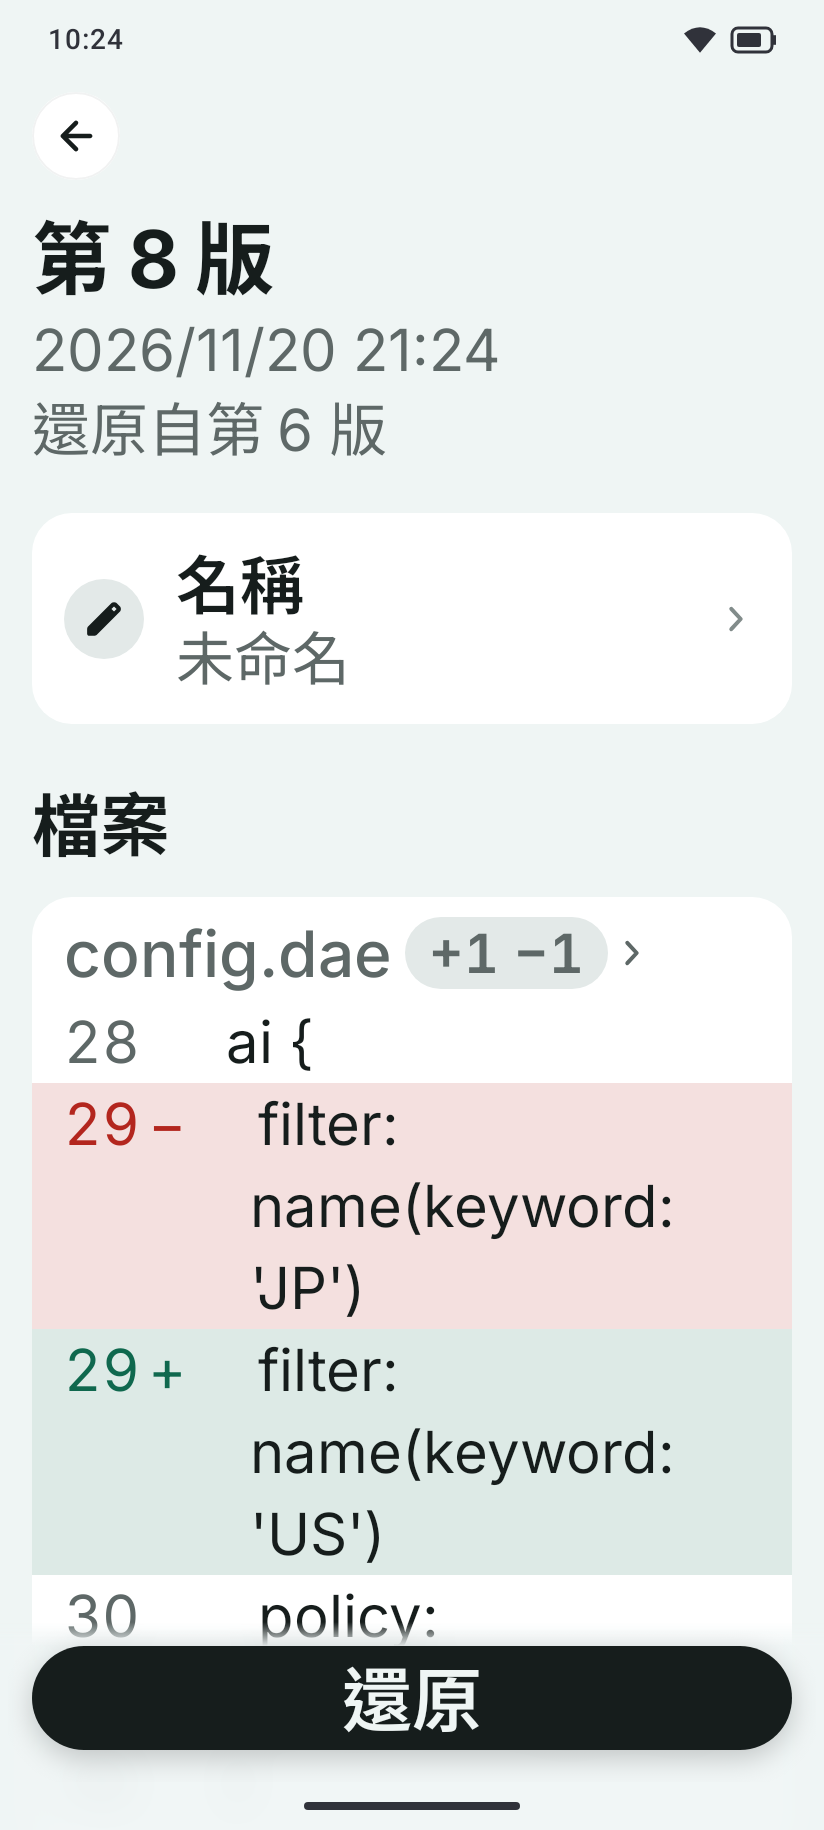 10:24
第 8 版
2026/11/20 21:24
還原自第 6 版
名稱
未命名
檔案
config.dae +1 −1
28 ai {
29 − filter:
name(keyword:
'JP')
29 + filter:
name(keyword:
'US')
30 policy:
還原